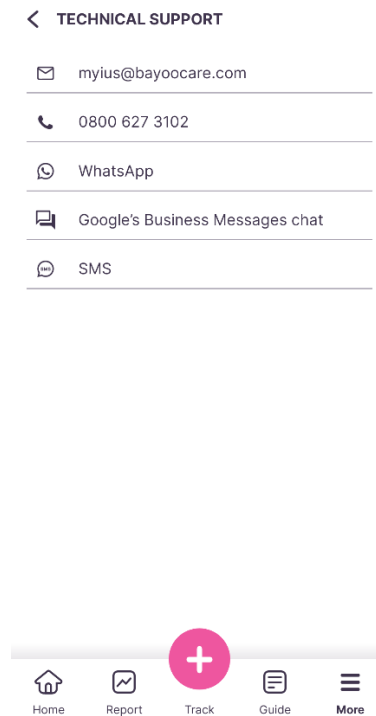 TECHNICAL SUPPORT
myius@bayoocare.com
0800 627 3102
WhatsApp
Google's Business Messages chat
SMS
SMS
Home
Report
Track
Guide
More